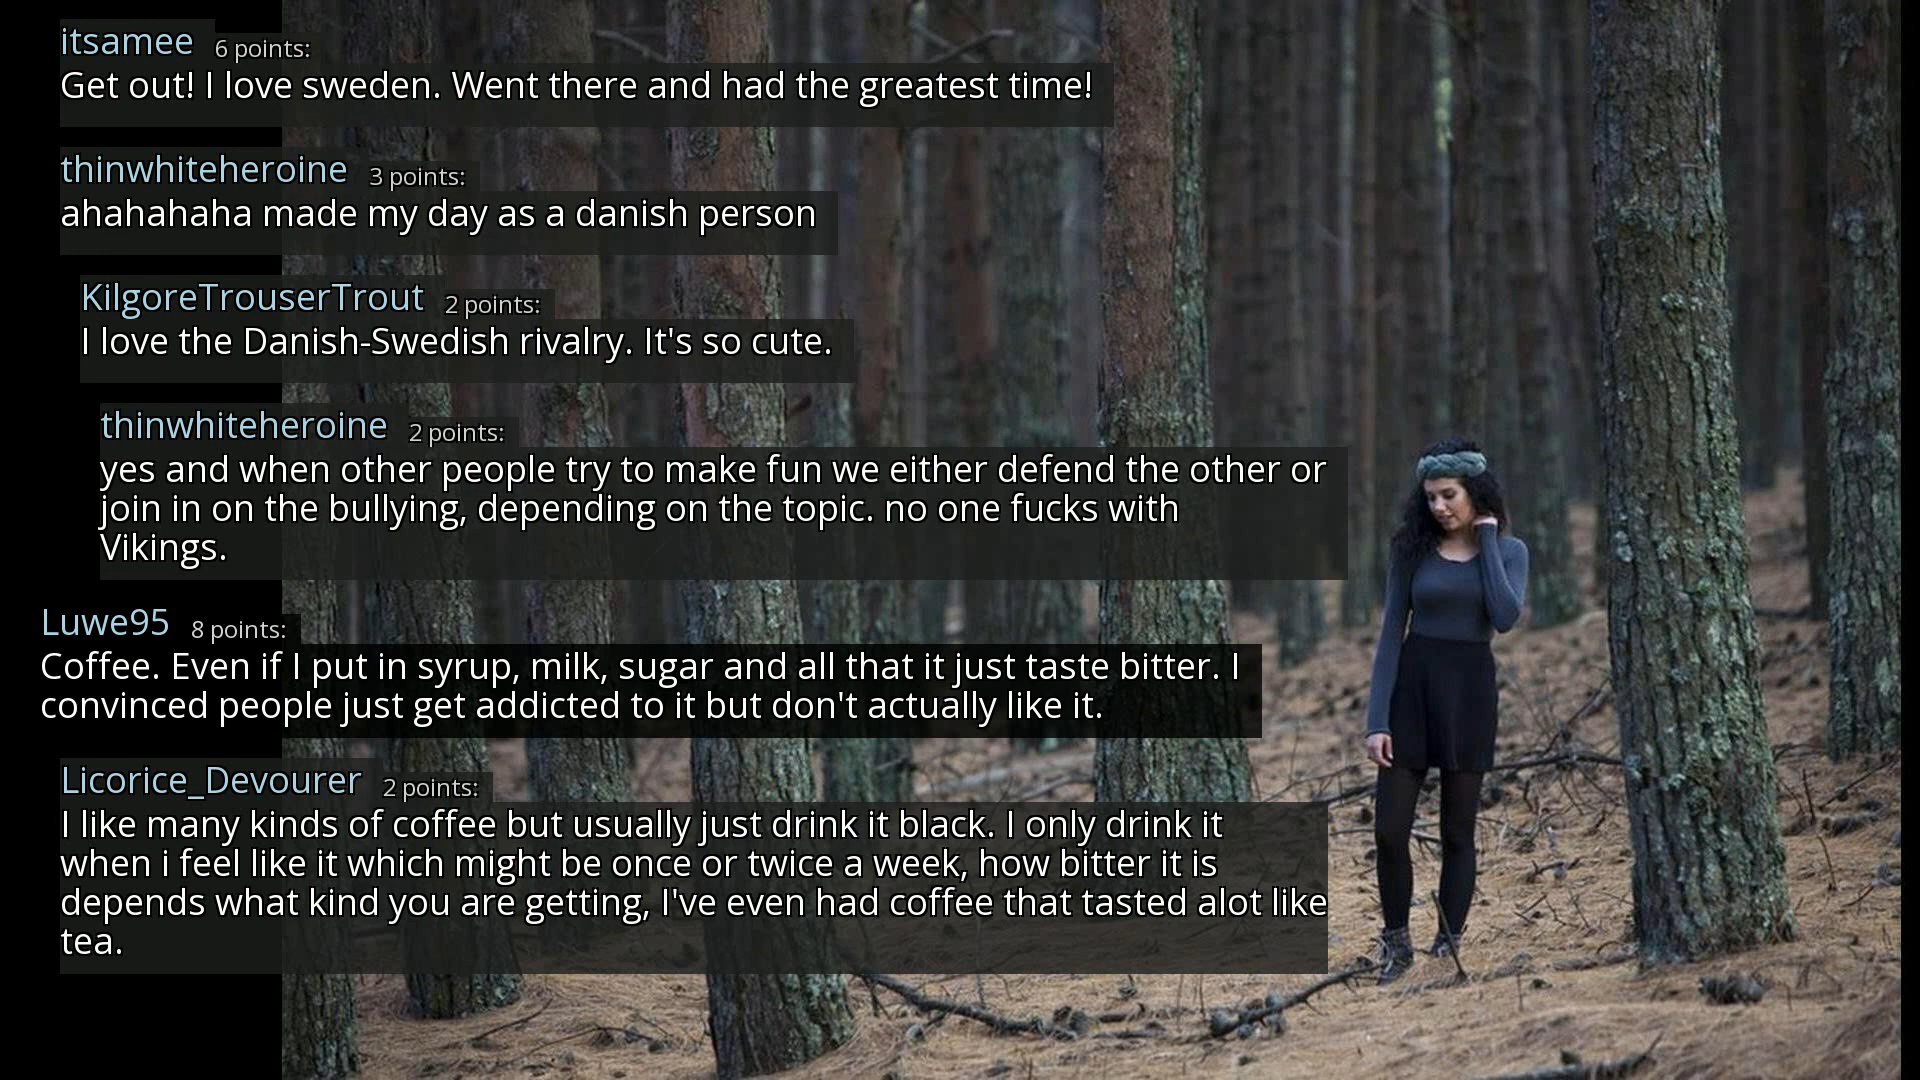 itsamee 6 points:
Get out! I love sweden. Went there and had the greatest time!
thinwhiteheroine 3 points:
ahahahaha made my day as a danish person
KilgoreTrouserTrout 2 points:
I love the Danish-Swedish rivalry. It's so cute.
thinwhiteheroine 2 points:
yes and when other people try to make fun we either defend the other or
join in on the bullying, depending on the topic. no one fucks with
Vikings.
Luwe95 8 points:
Coffee. Even if I put in syrup, milk, sugar and all that it just taste bitter. I
convinced people just get addicted to it but don't actually like it.
Licorice_Devourer 2 points:
I like many kinds of coffee but usually just drink it black. I only drink it
when i feel like it which might be once or twice a week, how bitter it is
depends what kind you are getting, I've even had coffee that tasted alot like
tea.